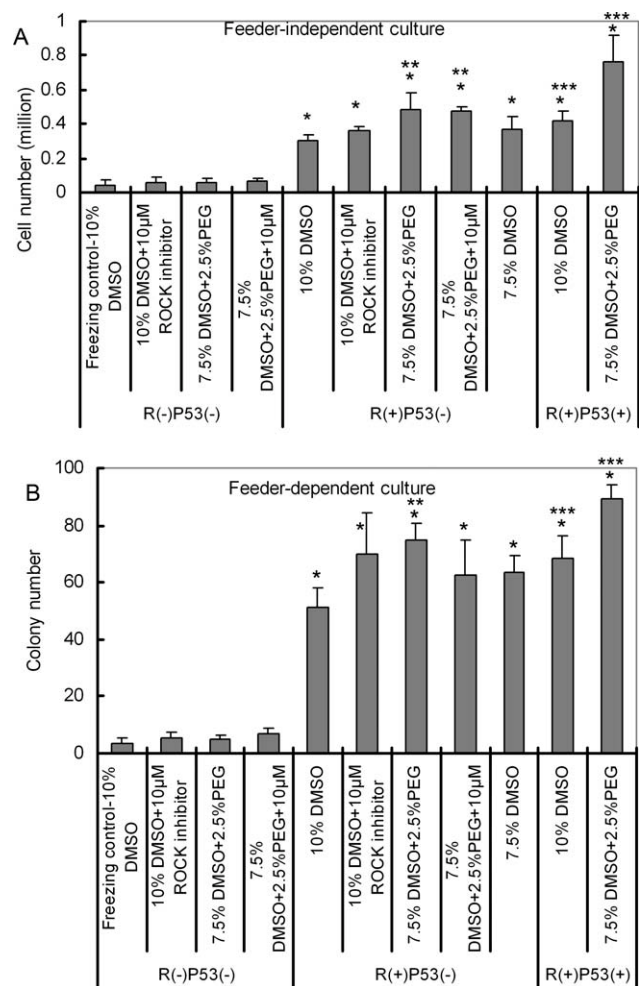 A
Feeder-independent culture
Cell number (million)
1
0.8
0.6
0.4
0.2
0
*
*
**
*
**
*
*
***
*
***
*
Freezing control-10%
DMSO
10% DMSO+10µM
ROCK inhibitor
7.5% DMSO+2.5%PEG
7.5%
DMSO+2.5%PEG+10µM
10% DMSO
10% DMSO+10µM
ROCK inhibitor
7.5% DMSO+2.5%PEG
7.5%
DMSO+2.5%PEG+10µM
7.5% DMSO
10% DMSO
7.5% DMSO+2.5%PEG
R(-)P53(-)
R(+)P53(-)
R(+)P53(+)
B
Feeder-dependent culture
Colony number
100
80
60
40
20
0
*
*
**
*
*
*
***
*
***
*
Freezing control-10%
DMSO
10% DMSO+10µM
ROCK inhibitor
7.5% DMSO+2.5%PEG
7.5%
DMSO+2.5%PEG+10µM
10% DMSO
10% DMSO+10µM
ROCK inhibitor
7.5% DMSO+2.5%PEG
7.5%
DMSO+2.5%PEG+10µM
7.5% DMSO
10% DMSO
7.5% DMSO+2.5%PEG
R(-)P53(-)
R(+)P53(-)
R(+)P53(+)